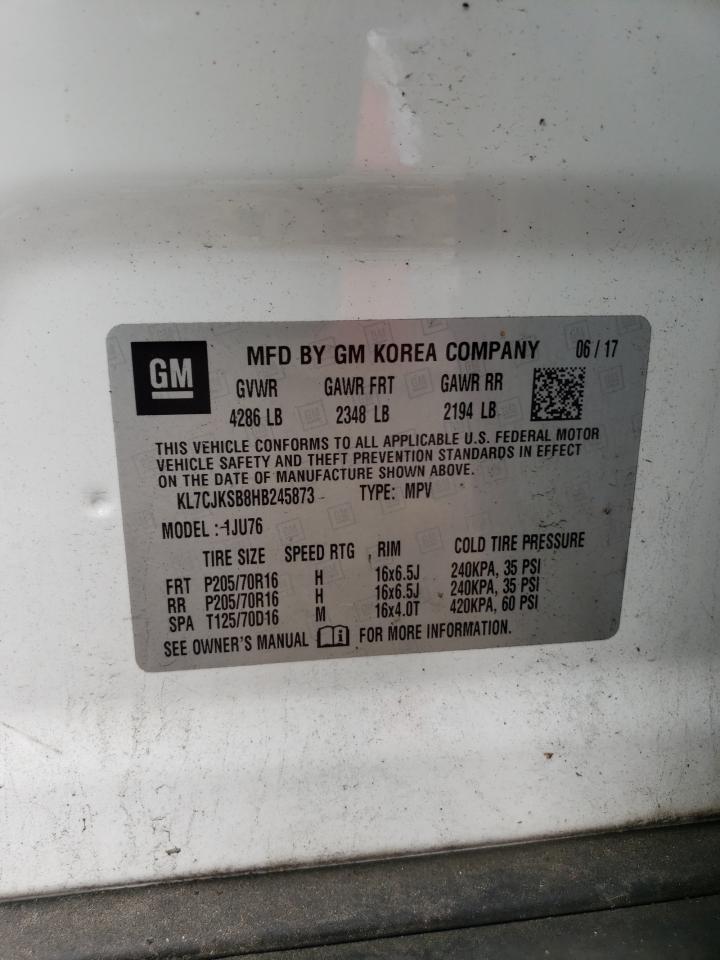 GM MFD BY GM KOREA COMPANY 06 / 17
GVWR GAWR FRT GAWR RR
4286 LB 2348 LB 2194 LB
THIS VEHICLE CONFORMS TO ALL APPLICABLE U.S. FEDERAL MOTOR
VEHICLE SAFETY AND THEFT PREVENTION STANDARDS IN EFFECT
ON THE DATE OF MANUFACTURE SHOWN ABOVE.
KL7CJKSB8HB245873 TYPE: MPV
MODEL : 1JU76
TIRE SIZE SPEED RTG RIM COLD TIRE PRESSURE
FRT P205/70R16 H 16x6.5J 240KPA, 35 PSI
RR P205/70R16 H 16x6.5J 240KPA, 35 PSI
SPA T125/70D16 M 16x4.0T 420KPA, 60 PSI
SEE OWNER'S MANUAL i FOR MORE INFORMATION.